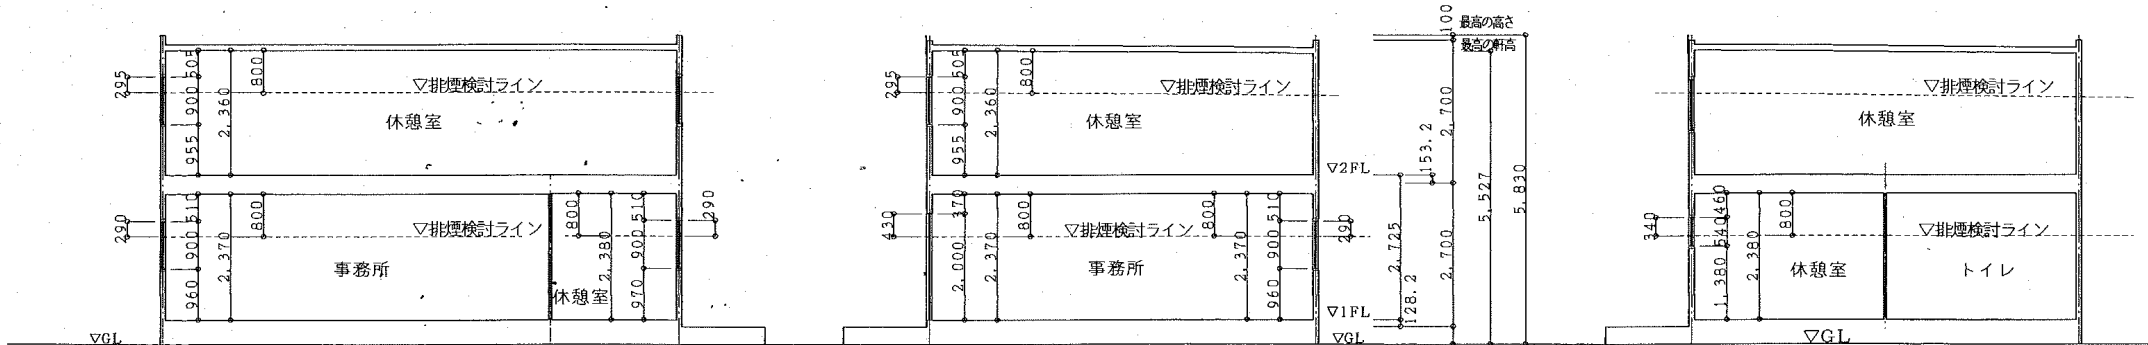 295
505
900
955
2,360
800
▽排煙検討ライン
休憩室
290
510
900
960
2,370
800
▽排煙検討ライン
事務所
800
2,380
510
900
970
290
休憩室
▽GL
295
505
900
955
2,360
800
▽排煙検討ライン
休憩室
430
370
2,000
2,370
800
▽排煙検討ライン
事務所
800
2,370
510
900
960
290
100
最高の高さ
最高の軒高
2,700
153.2
▽2FL
2,725
2,700
5,527
5,830
128.2
▽1FL
▽GL
▽排煙検討ライン
休憩室
340
460
540
1,380
2,380
800
休憩室
▽排煙検討ライン
トイレ
▽GL